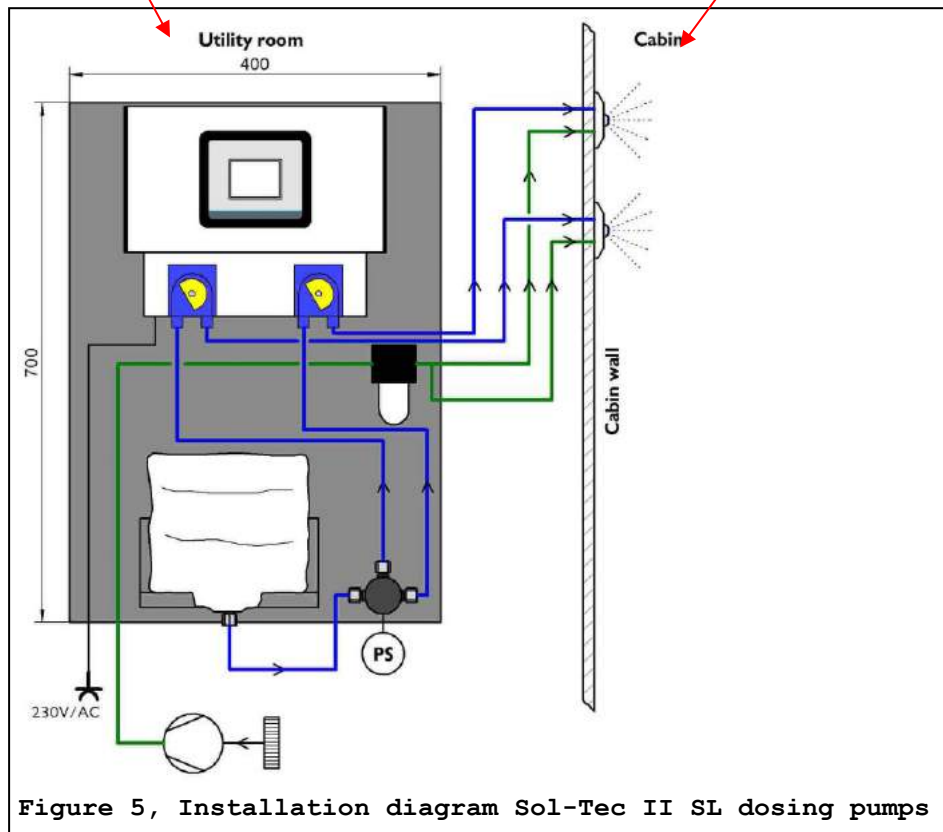 Utility room
400
Cabin
700
Cabin wall
PS
230V/AC
Figure 5, Installation diagram Sol-Tec II SL dosing pumps